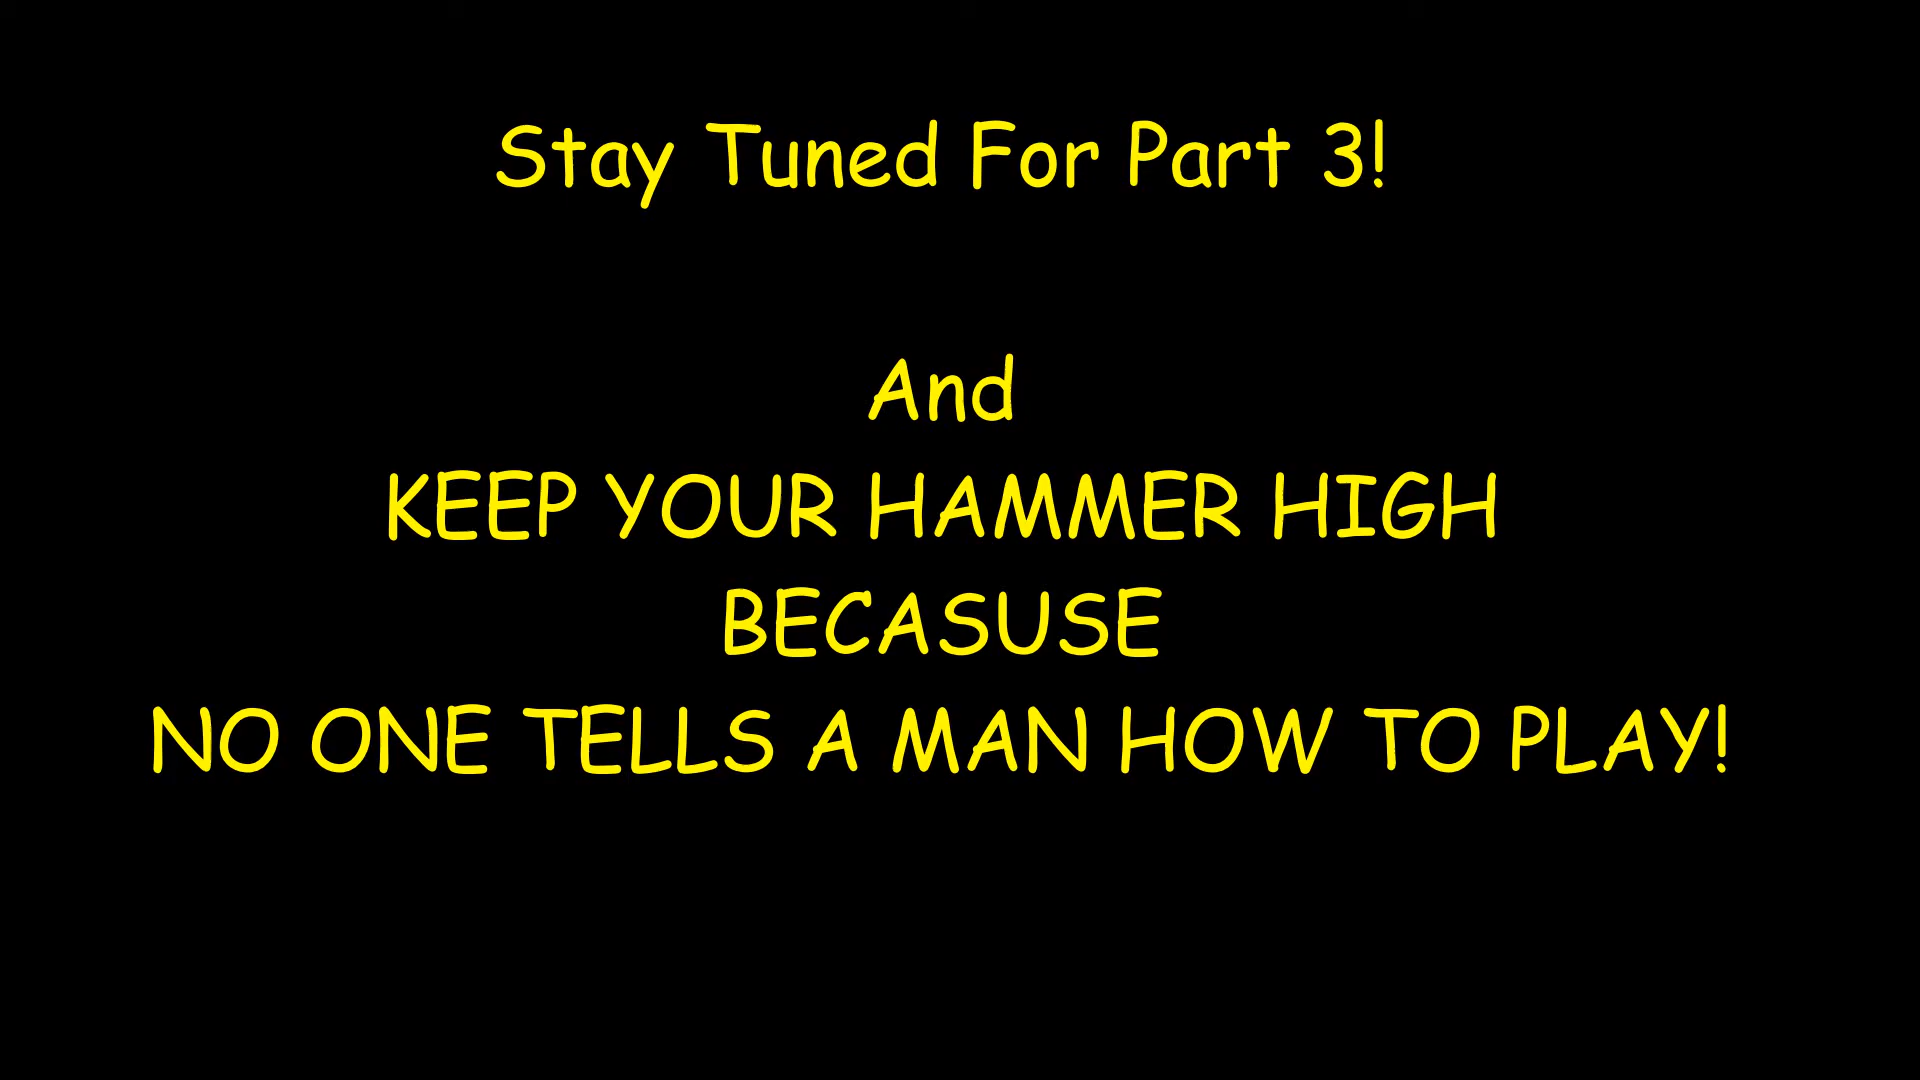 Stay Tuned For Part 3!
And
KEEP YOUR HAMMER HIGH
BECASUSE
NO ONE TELLS A MAN HOW TO PLAY!